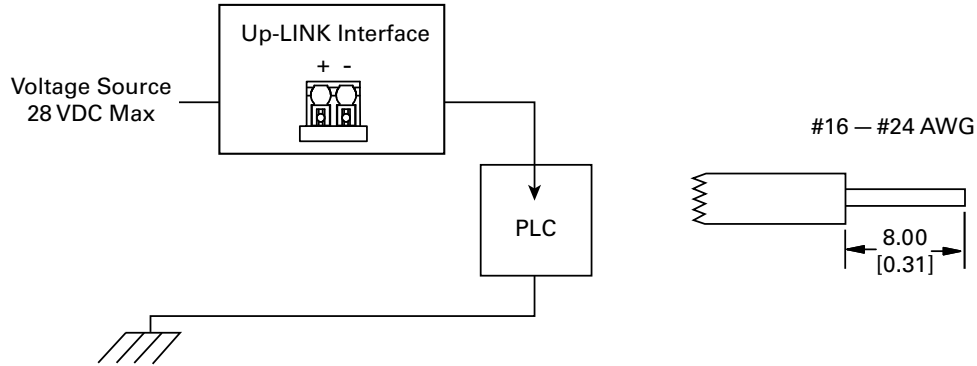 Up-LINK Interface
+ -
Voltage Source
28 VDC Max
PLC
#16 — #24 AWG
8.00
[0.31]